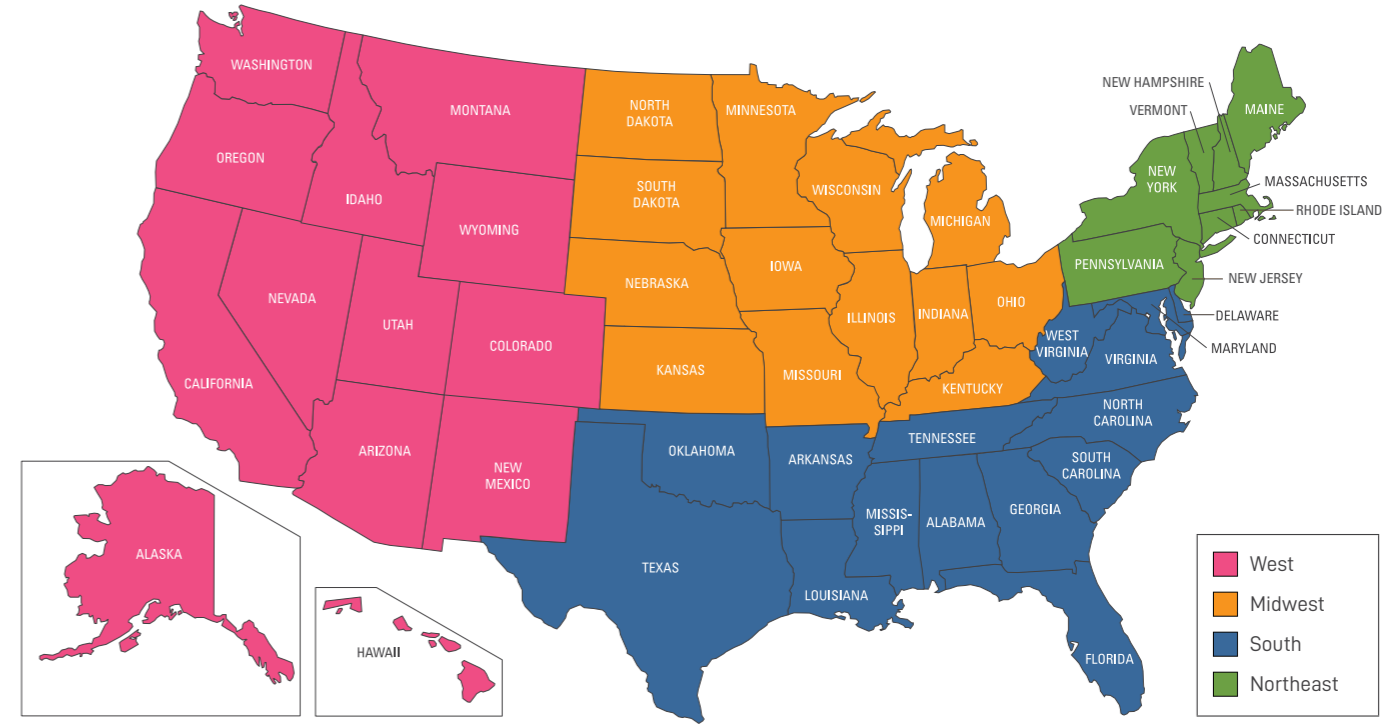 WASHINGTON
MONTANA
NORTH
DAKOTA
MINNESOTA
NEW HAMPSHIRE
VERMONT
MAINE
OREGON
IDAHO
WYOMING
SOUTH
DAKOTA
WISCONSIN
MICHIGAN
NEW
YORK
MASSACHUSETTS
RHODE ISLAND
CONNECTICUT
PENNSYLVANIA
NEW JERSEY
NEVADA
UTAH
COLORADO
NEBRASKA
IOWA
ILLINOIS
INDIANA
OHIO
DELAWARE
MARYLAND
WEST
VIRGINIA
VIRGINIA
CALIFORNIA
KANSAS
MISSOURI
KENTUCKY
ARIZONA
NEW
MEXICO
OKLAHOMA
ARKANSAS
TENNESSEE
NORTH
CAROLINA
SOUTH
CAROLINA
TEXAS
LOUISIANA
MISSIS-
SIPPI
ALABAMA
GEORGIA
FLORIDA
ALASKA
HAWAII
West
Midwest
South
Northeast